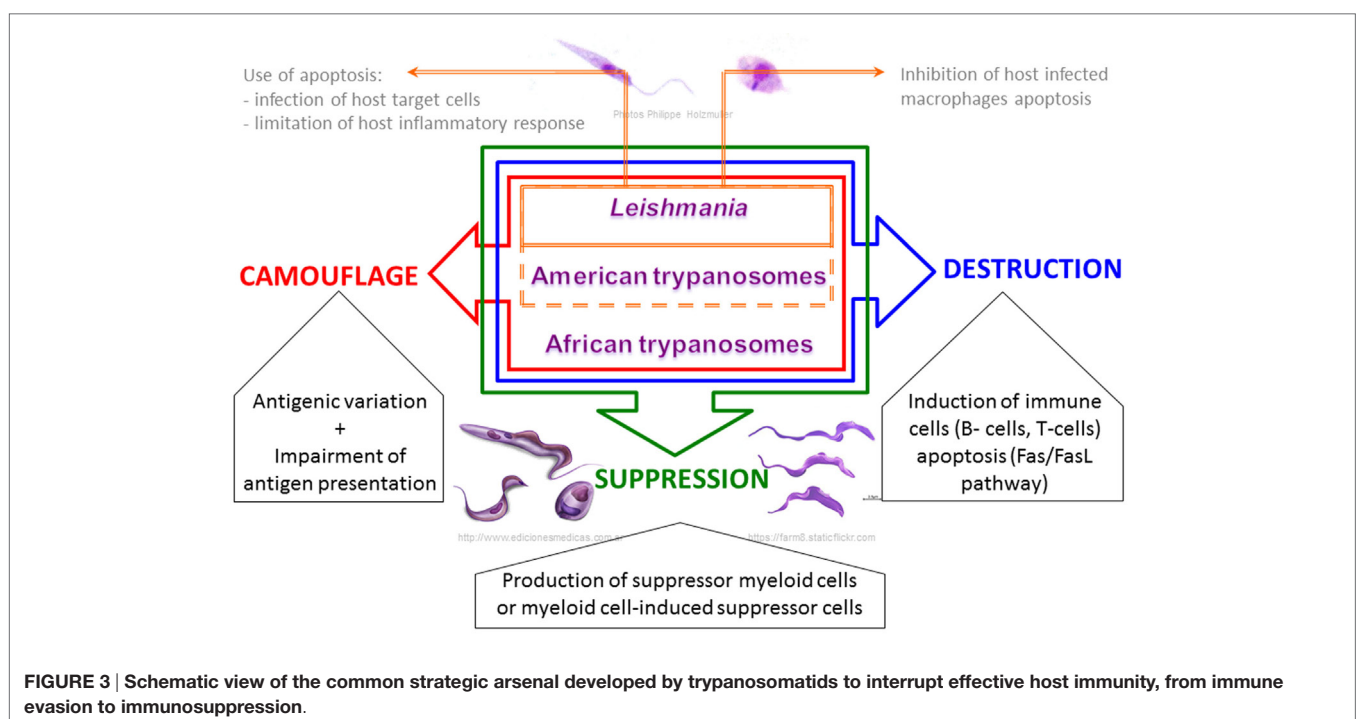 Use of apoptosis:
- infection of host target cells
- limitation of host inflammatory response
Inhibition of host infected
macrophages apoptosis
Photos Philippe Holzmuller
Leishmania
American trypanosomes
African trypanosomes
CAMOUFLAGE
DESTRUCTION
SUPPRESSION
Antigenic variation
+
Impairment of
antigen presentation
Induction of immune
cells (B- cells, T-cells)
apoptosis (Fas/FasL
pathway)
http://www.edicionesmedicas.com.ar
https://farm8.staticflickr.com
Production of suppressor myeloid cells
or myeloid cell-induced suppressor cells
FIGURE 3 | Schematic view of the common strategic arsenal developed by trypanosomatids to interrupt effective host immunity, from immune
evasion to immunosuppression.